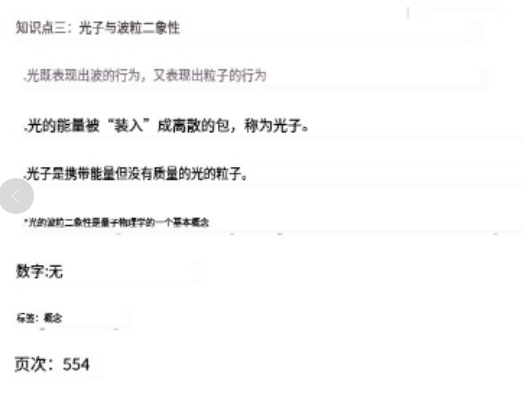 知识点三：光子与波粒二象性
.光既表现出波的行为，又表现出粒子的行为
.光的能量被“装入”成离散的包，称为光子。
.光子是携带能量但没有质量的光的粒子。
*光的波粒二象性是量子物理学的一个基本概念
数字:无
标签：概念
页次：554